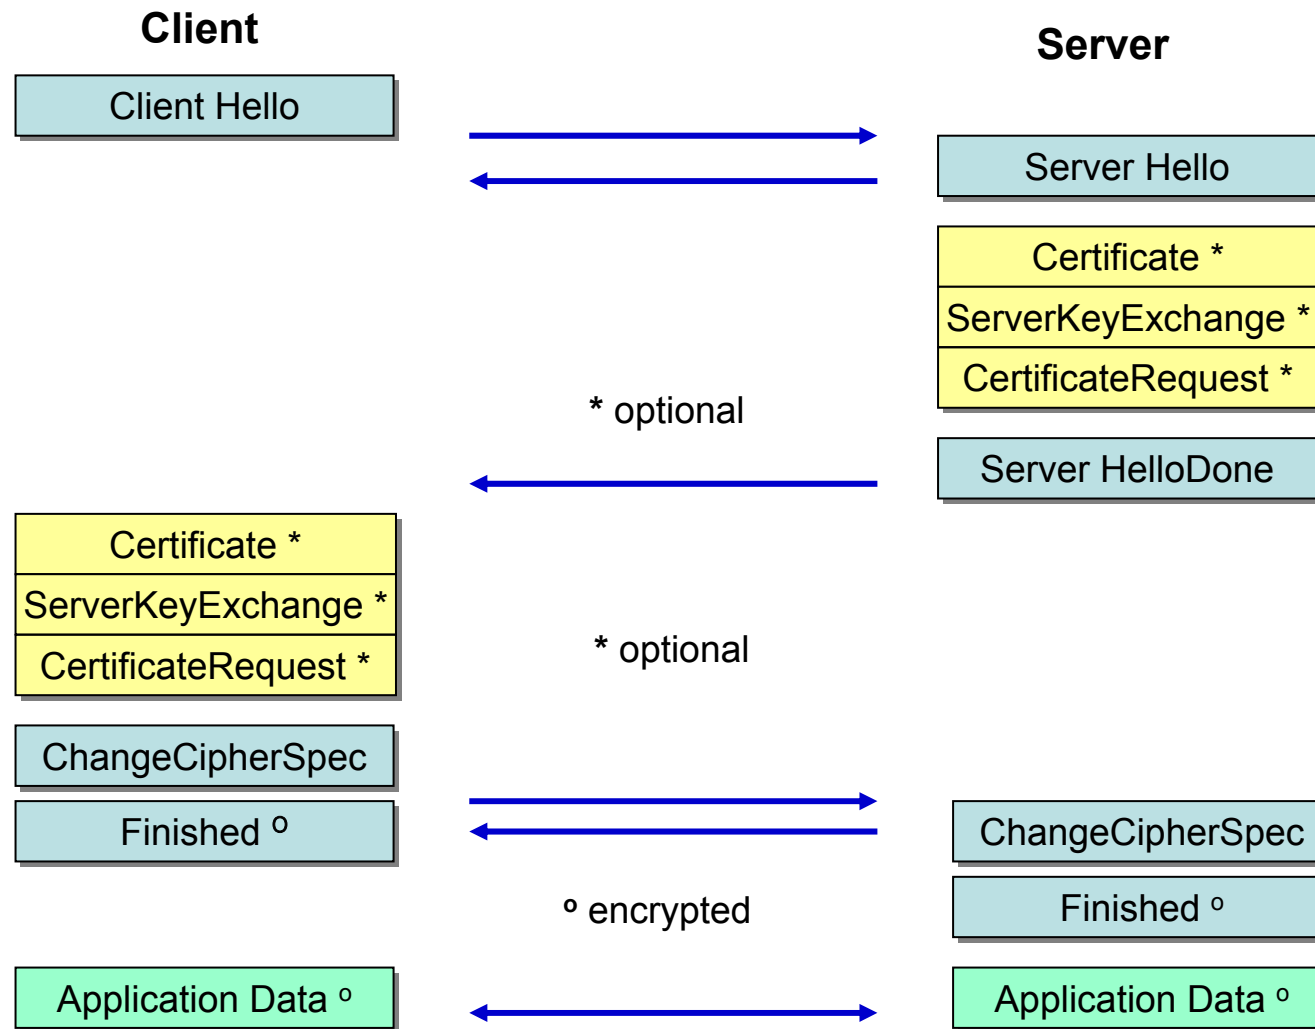 Client
Server
Client Hello
Server Hello
Certificate *
ServerKeyExchange *
CertificateRequest *
* optional
Server HelloDone
Certificate *
ServerKeyExchange *
CertificateRequest *
* optional
ChangeCipherSpec
Finished o
ChangeCipherSpec
o encrypted
Finished o
Application Data o
Application Data o